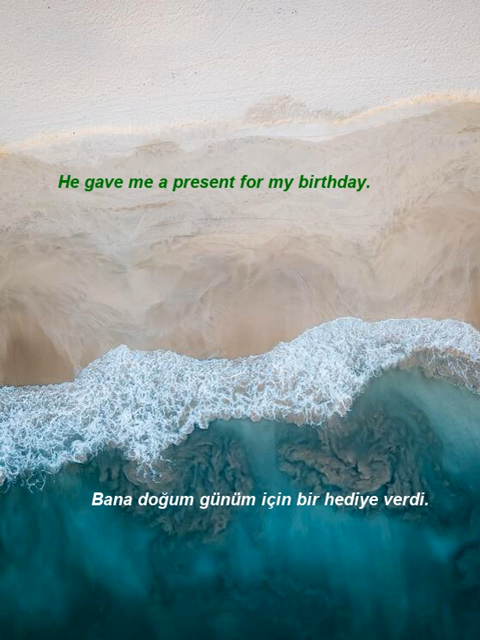 He gave me a present for my birthday.
Bana doğum günüm için bir hediye verdi.